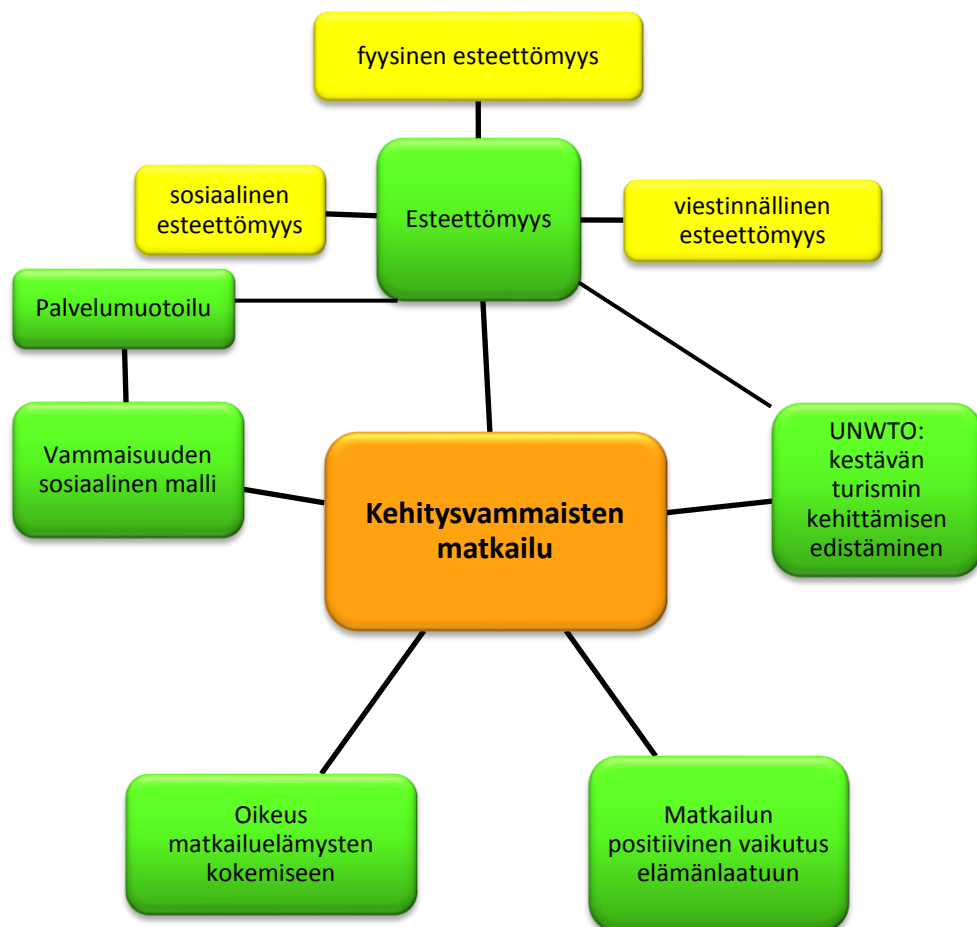 fyysinen esteettömyys
sosiaalinen
esteettömyys
Esteettömyys
viestinnällinen
esteettömyys
Palvelumuotoilu
Vammaisuuden
sosiaalinen malli
Kehitysvammaisten
matkailu
UNWTO:
kestävän
turismin
kehittämisen
edistäminen
Oikeus
matkailuelämysten
kokemiseen
Matkailun
positiivinen vaikutus
elämänlaatuun